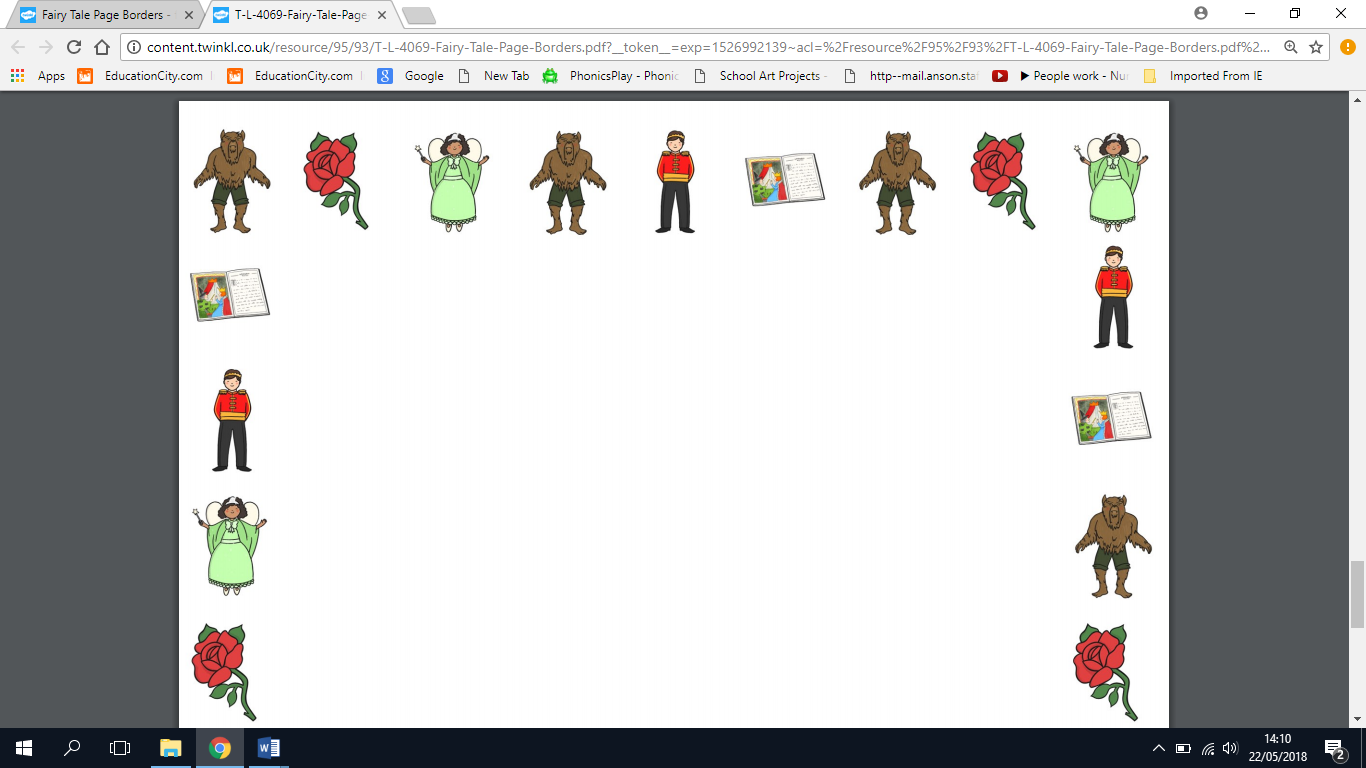 Fairy Tale Page Borders -
T-L-4069-Fairy-Tale-Page
content.twinkl.co.uk/resource/95/93/T-L-4069-Fairy-Tale-Page-Borders.pdf?__token__=exp=1526992139~acl=%2Fresource%2F95%2F93%2FT-L-4069-Fairy-Tale-Page-Borders.pdf%2...
Apps EducationCity.com EducationCity.com Google New Tab PhonicsPlay - Phonic School Art Projects - http--mail.anson.sta ▶ People work - Nur Imported From IE
14:10
22/05/2018
2